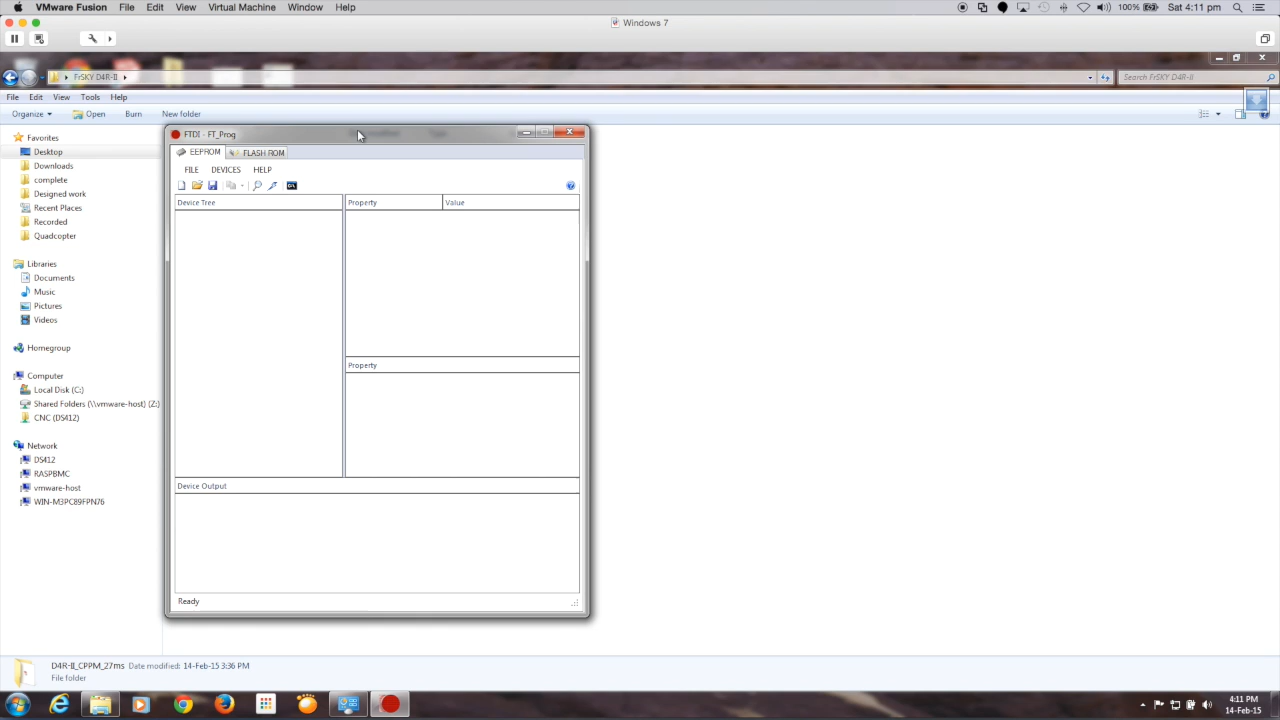 VMware Fusion File Edit View Virtual Machine Window Help 100% Sat 4:11 pm
Windows 7
FrSKY D4R-II Search FrSKY D4R-II
File Edit View Tools Help
Organize Open Burn New folder
Favorites
Desktop
Downloads
complete
Designed work
Recent Places
Recorded
Quadcopter
Libraries
Documents
Music
Pictures
Videos
Homegroup
Computer
Local Disk (C:)
Shared Folders (\\vmware-host) (Z:)
CNC (DS412)
Network
DS412
RASPBMC
vmware-host
WIN-M3PC89FPN76
FTDI - FT_Prog
EEPROM FLASH ROM
FILE DEVICES HELP
Device Tree Property Value
Property
Device Output
Ready
D4R-II_CPPM_27ms Date modified: 14-Feb-15 3:36 PM
File folder
4:11 PM
14-Feb-15